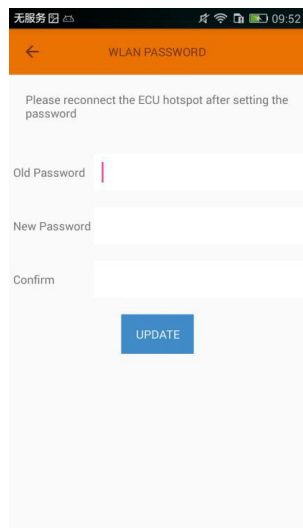 无服务 09:52
WLAN PASSWORD
Please reconnect the ECU hotspot after setting the
password
Old Password
New Password
Confirm
UPDATE